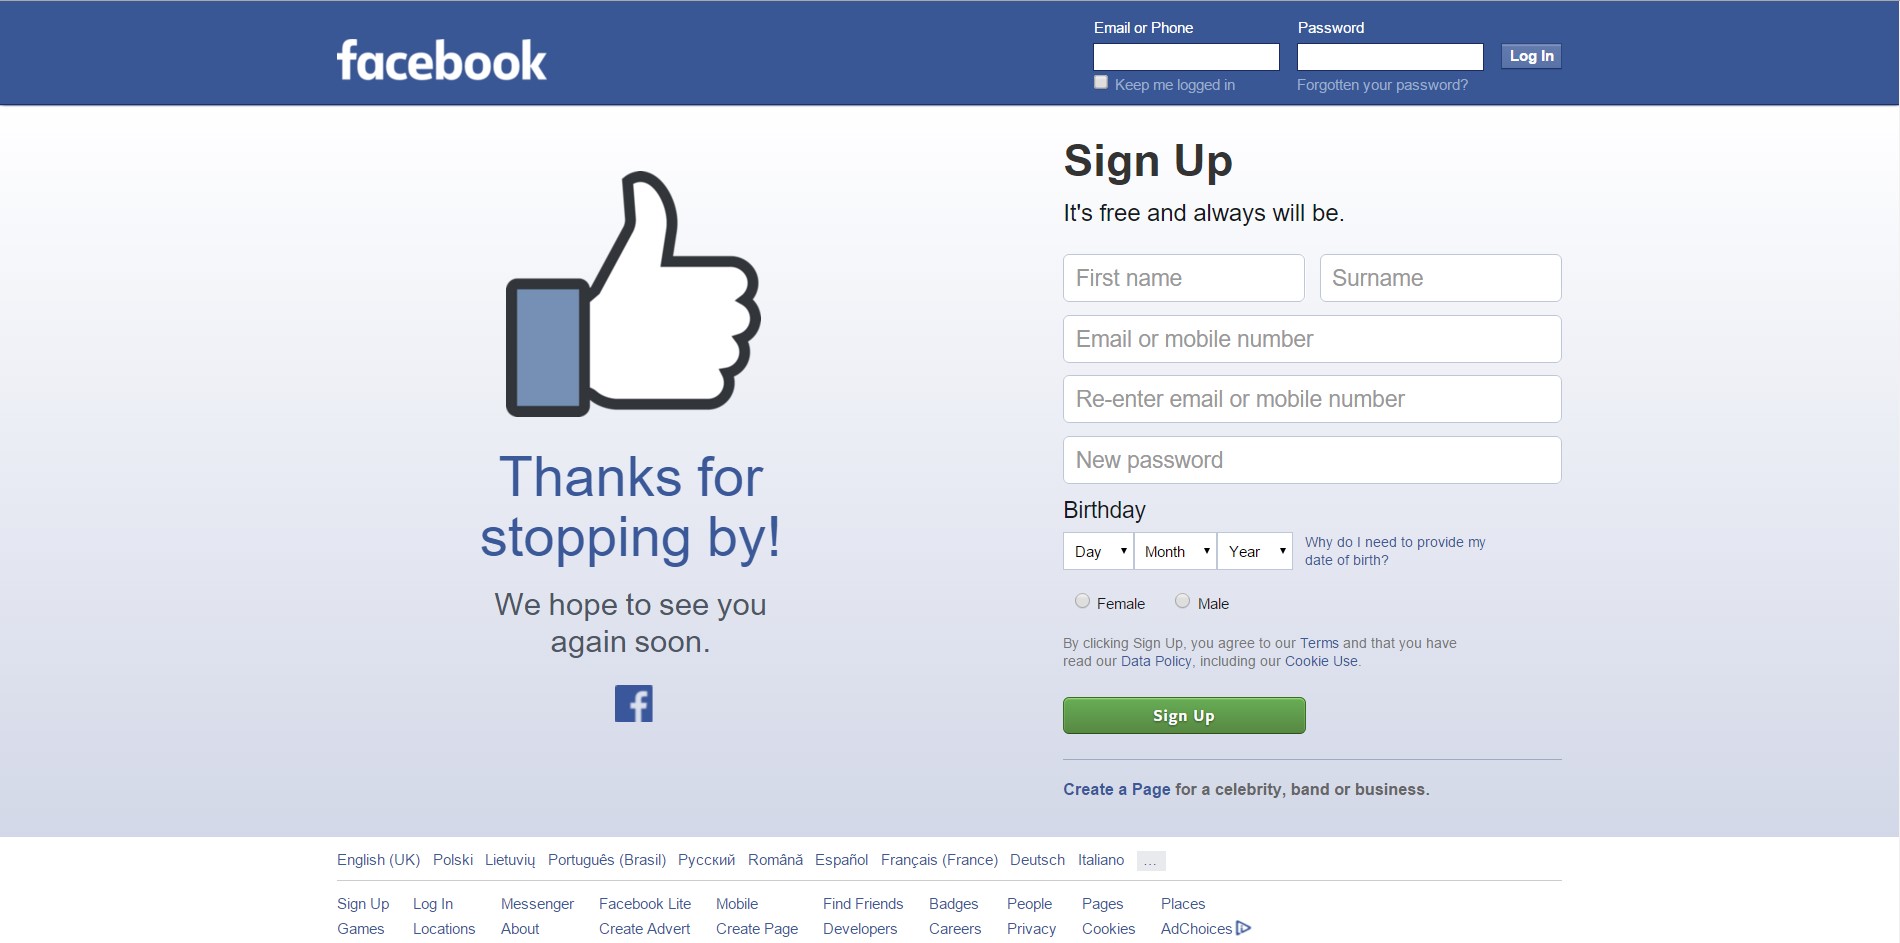 facebook
Email or Phone
Password
Log In
Keep me logged in
Forgotten your password?
Thanks for
stopping by!
We hope to see you
again soon.
f
Sign Up
It's free and always will be.
First name
Surname
Email or mobile number
Re-enter email or mobile number
New password
Birthday
Day
Month
Year
Why do I need to provide my
date of birth?
Female
Male
By clicking Sign Up, you agree to our Terms and that you have
read our Data Policy, including our Cookie Use.
Sign Up
Create a Page for a celebrity, band or business.
English (UK) Polski Lietuvių Português (Brasil) Русский Română Español Français (France) Deutsch Italiano ...
Sign Up Log In Messenger Facebook Lite Mobile Find Friends Badges People Pages Places
Games Locations About Create Advert Create Page Developers Careers Privacy Cookies AdChoices